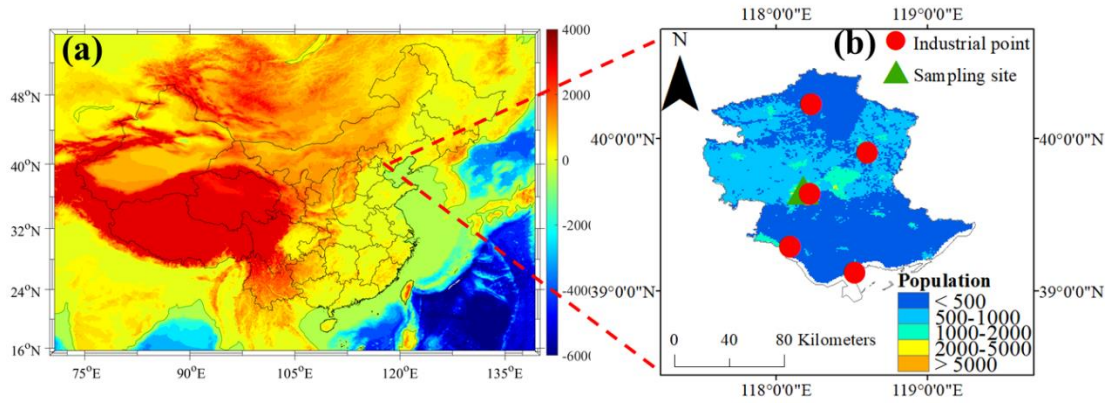 (a)
48°N
40°N
32°N
24°N
16°N
75°E
90°E
105°E
120°E
135°E
4000
2000
0
-2000
-4000
-6000
118°0'0"E
119°0'0"E
(b)
N
Industrial point
Sampling site
40°0'0"N
40°0'0"N
39°0'0"N
39°0'0"N
Population
< 500
500-1000
1000-2000
2000-5000
> 5000
0
40
80 Kilometers
118°0'0"E
119°0'0"E